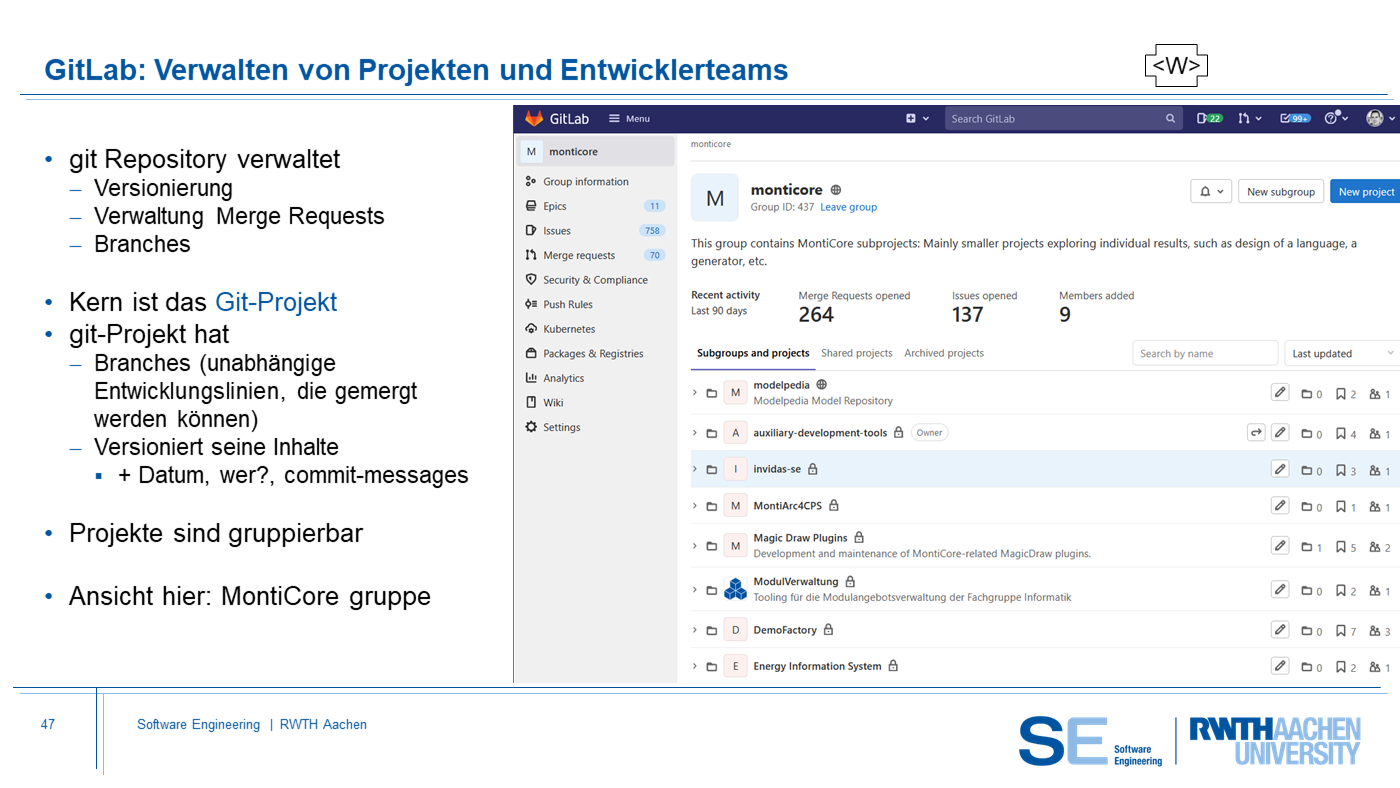 GitLab: Verwalten von Projekten und Entwicklerteams
<W>
• git Repository verwaltet
– Versionierung
– Verwaltung Merge Requests
– Branches
• Kern ist das Git-Projekt
• git-Projekt hat
– Branches (unabhängige
Entwicklungslinien, die gemergt
werden können)
– Versioniert seine Inhalte
▪ + Datum, wer?, commit-messages
• Projekte sind gruppierbar
• Ansicht hier: MontiCore gruppe
GitLab Menu Search GitLab 22 99+
M monticore
Group information
Epics 11
Issues 758
Merge requests 70
Security & Compliance
Push Rules
Kubernetes
Packages & Registries
Analytics
Wiki
Settings
monticore
M monticore
Group ID: 437 Leave group
New subgroup New project
This group contains MontiCore subprojects: Mainly smaller projects exploring individual results, such as design of a language, a
generator, etc.
Recent activity Merge Requests opened Issues opened Members added
Last 90 days 264 137 9
Subgroups and projects Shared projects Archived projects Search by name Last updated
M modelpedia 0 2 1
Modelpedia Model Repository
A auxiliary-development-tools Owner 0 4 1
I invidas-se 0 3 1
M MontiArc4CPS 0 1 1
M Magic Draw Plugins 1 5 2
Development and maintenance of MontiCore-related MagicDraw plugins.
ModulVerwaltung 0 2 1
Tooling für die Modulangebotsverwaltung der Fachgruppe Informatik
D DemoFactory 0 7 3
E Energy Information System 0 2 1
47 Software Engineering | RWTH Aachen
SE Software
Engineering
RWTH AACHEN
UNIVERSITY